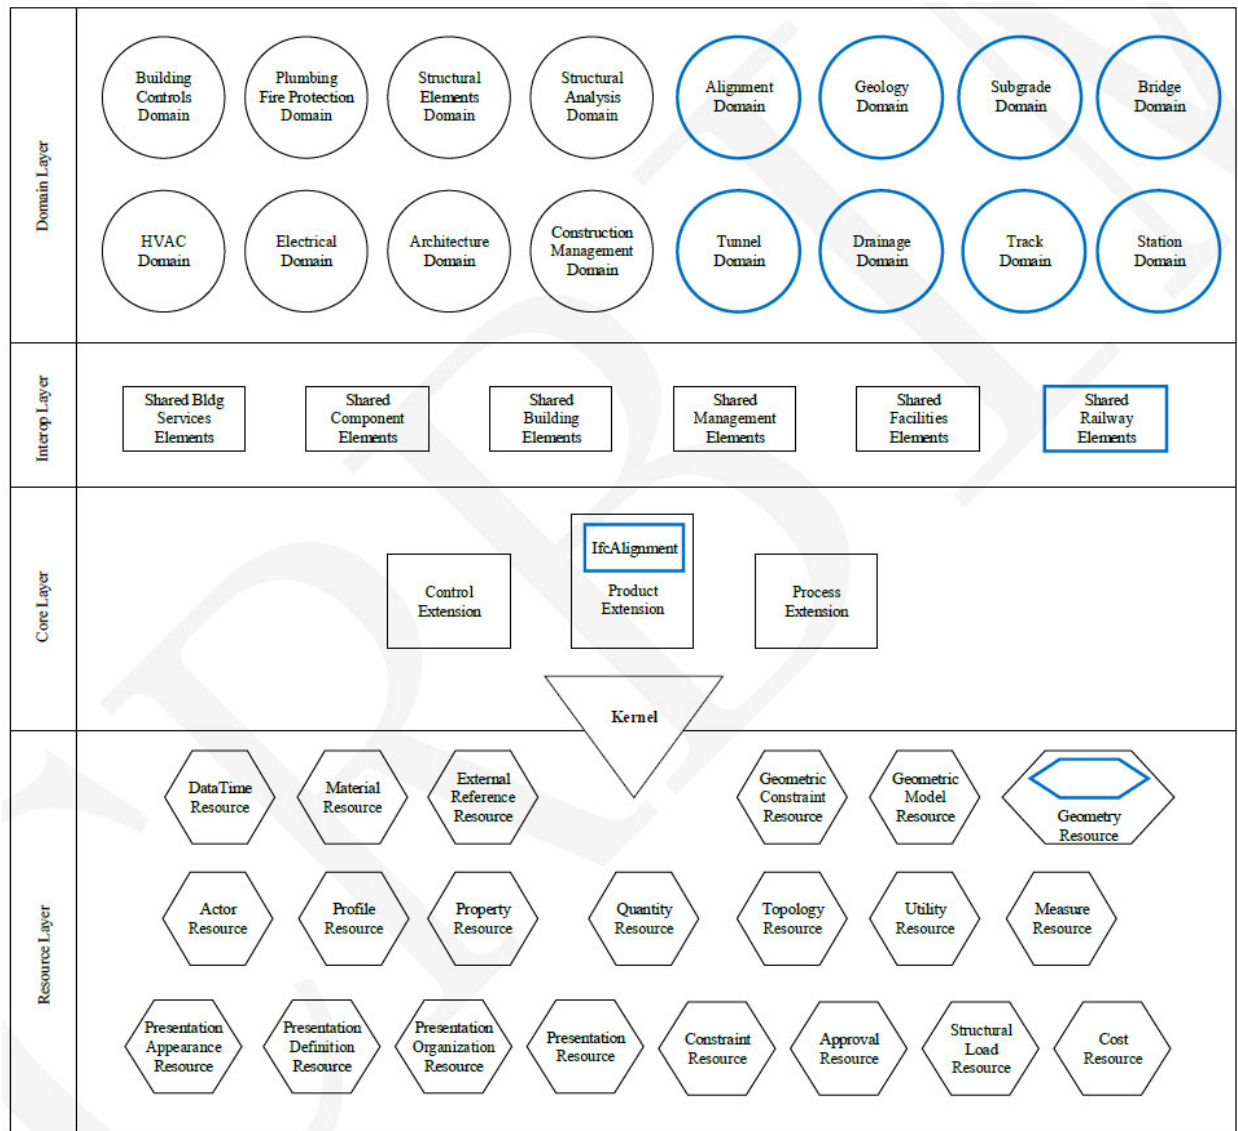 Domain Layer
Building
Controls
Domain
Plumbing
Fire Protection
Domain
Structural
Elements
Domain
Structural
Analysis
Domain
Alignment
Domain
Geology
Domain
Subgrade
Domain
Bridge
Domain
HVAC
Domain
Electrical
Domain
Architecture
Domain
Construction
Management
Domain
Tunnel
Domain
Drainage
Domain
Track
Domain
Station
Domain
Interop Layer
Shared Bldg
Services
Elements
Shared
Component
Elements
Shared
Building
Elements
Shared
Management
Elements
Shared
Facilities
Elements
Shared
Railway
Elements
Core Layer
Control
Extension
IfcAlignment
Product
Extension
Process
Extension
Kernel
Resource Layer
DataTime
Resource
Material
Resource
External
Reference
Resource
Geometric
Constraint
Resource
Geometric
Model
Resource
Geometry
Resource
Actor
Resource
Profile
Resource
Property
Resource
Quantity
Resource
Topology
Resource
Utility
Resource
Measure
Resource
Presentation
Appearance
Resource
Presentation
Definition
Resource
Presentation
Organization
Resource
Presentation
Resource
Constraint
Resource
Approval
Resource
Structural
Load
Resource
Cost
Resource